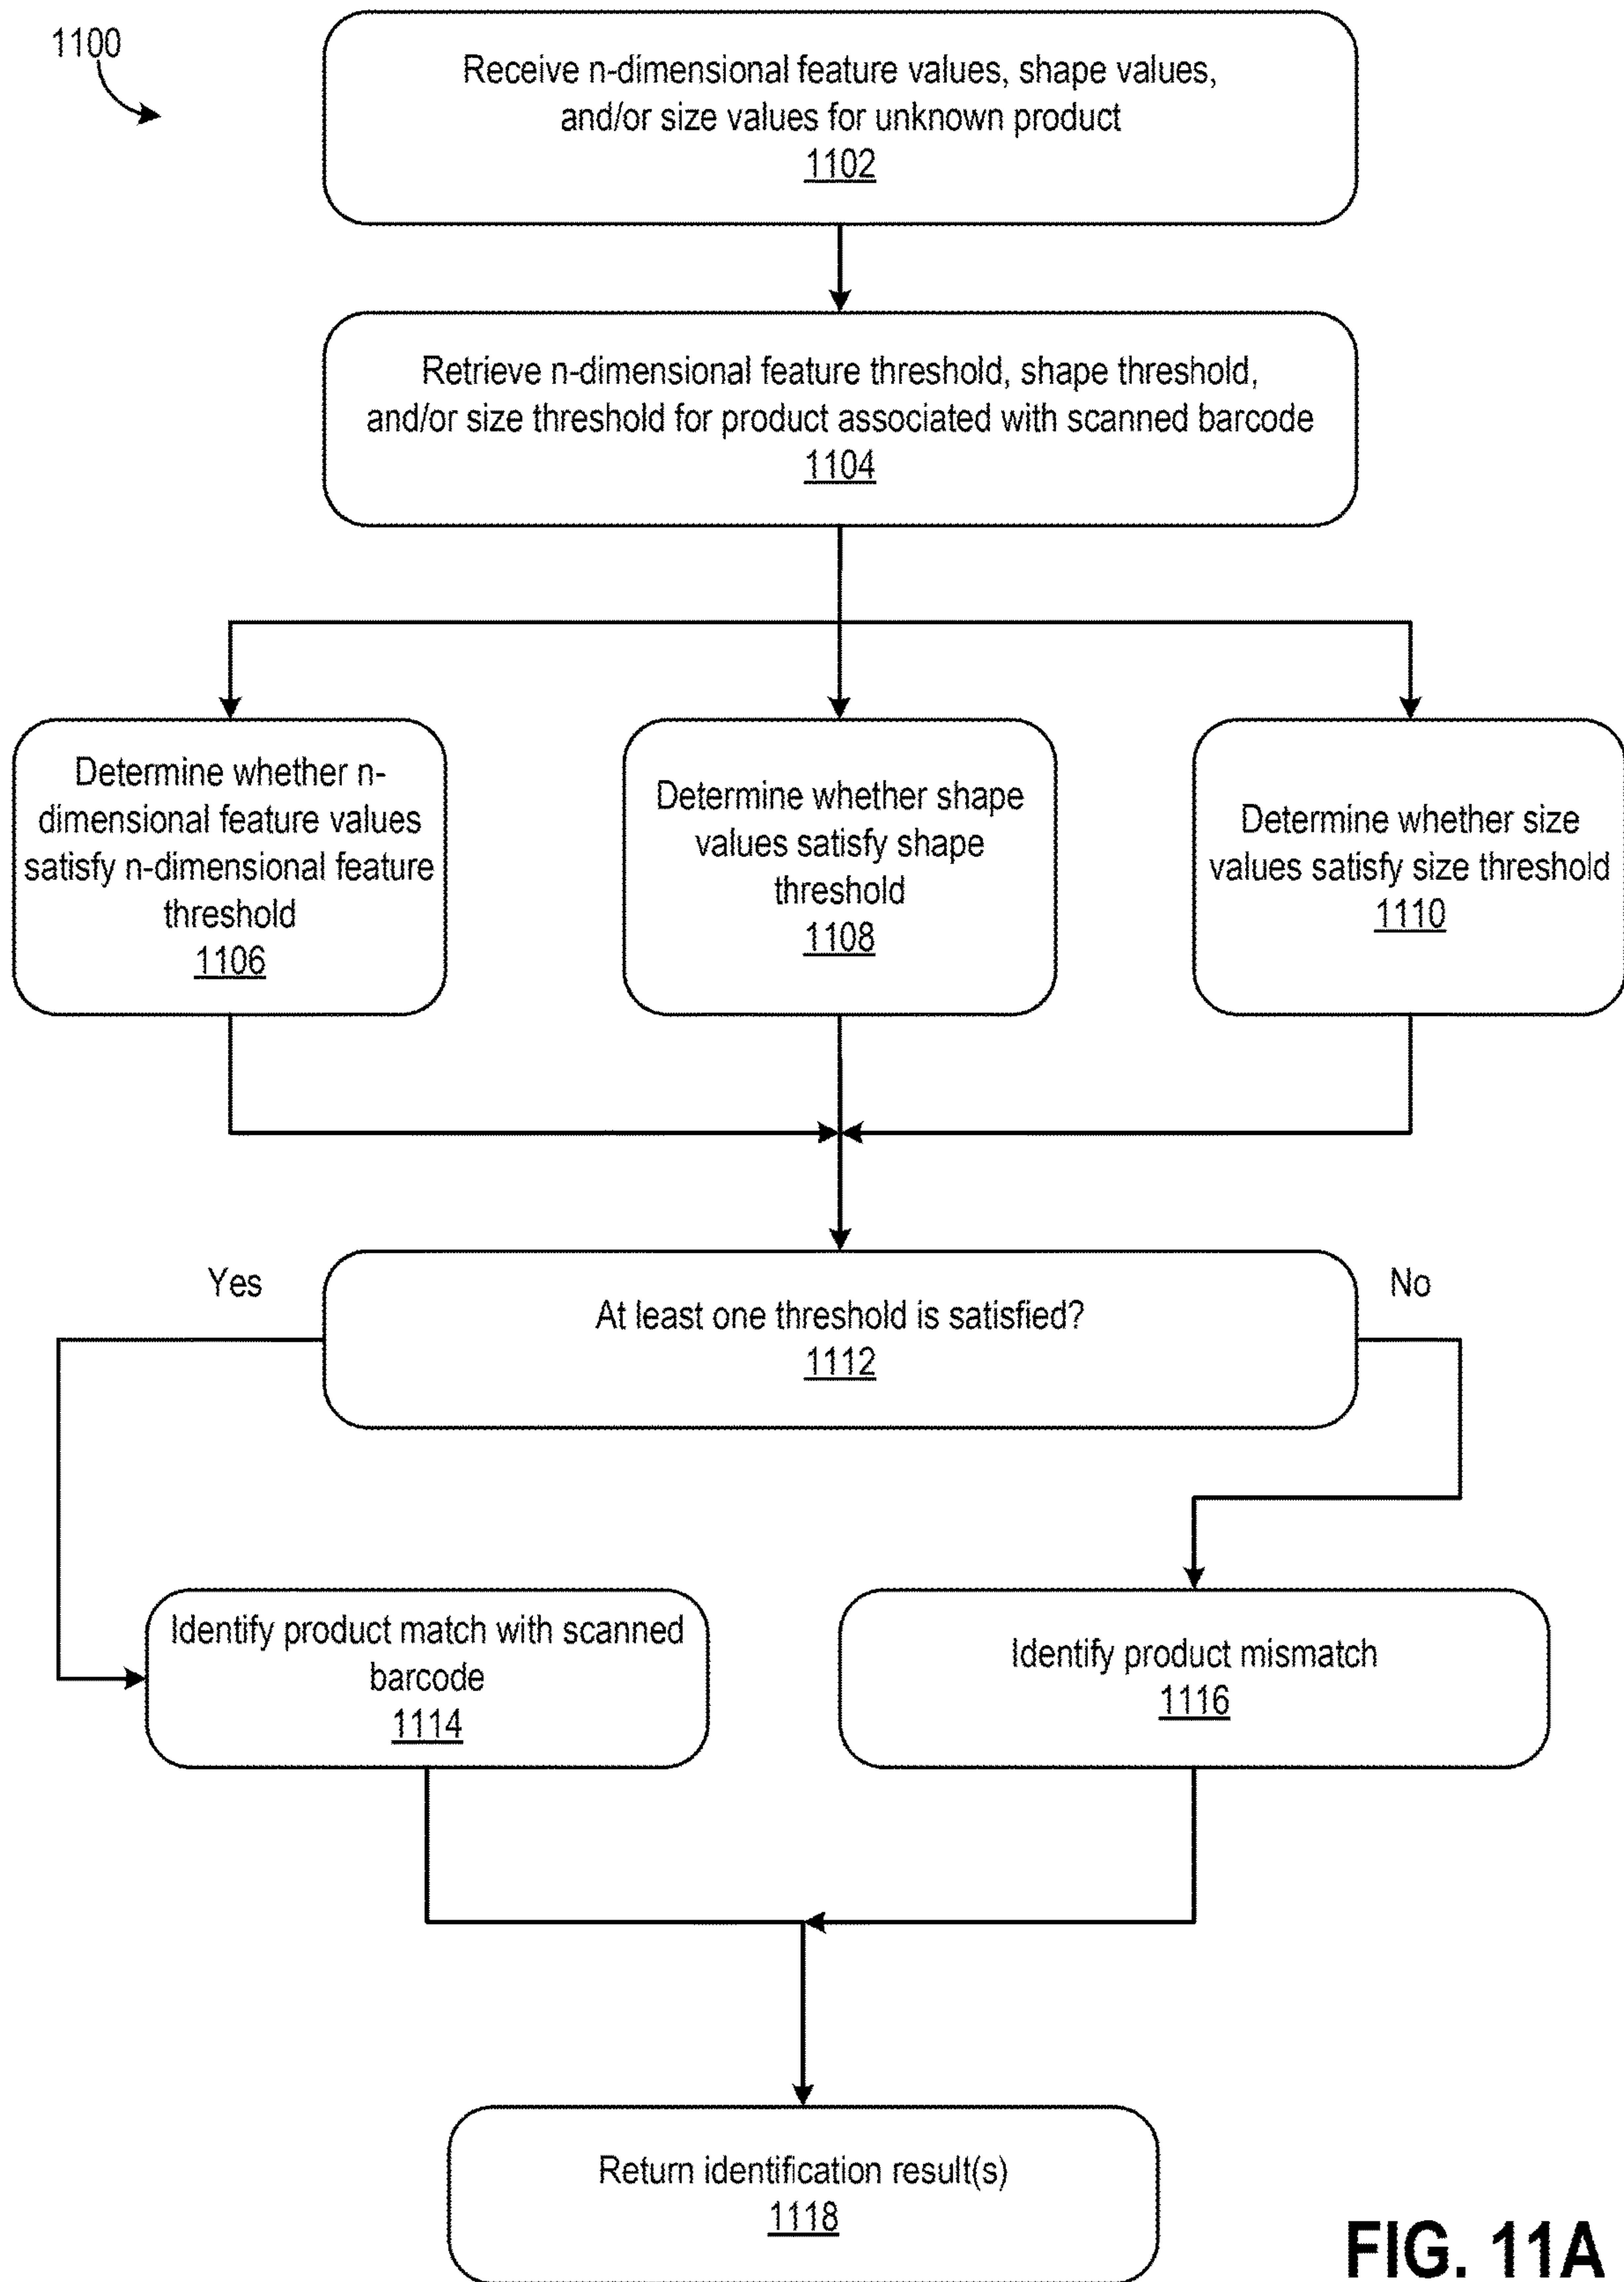 1100
Receive n-dimensional feature values, shape values,
and/or size values for unknown product
1102
Retrieve n-dimensional feature threshold, shape threshold,
and/or size threshold for product associated with scanned barcode
1104
Determine whether n-
dimensional feature values
satisfy n-dimensional feature
threshold
1106
Determine whether shape
values satisfy shape
threshold
1108
Determine whether size
values satisfy size threshold
1110
Yes
At least one threshold is satisfied?
1112
No
Identify product match with scanned
barcode
1114
Identify product mismatch
1116
Return identification result(s)
1118
FIG. 11A